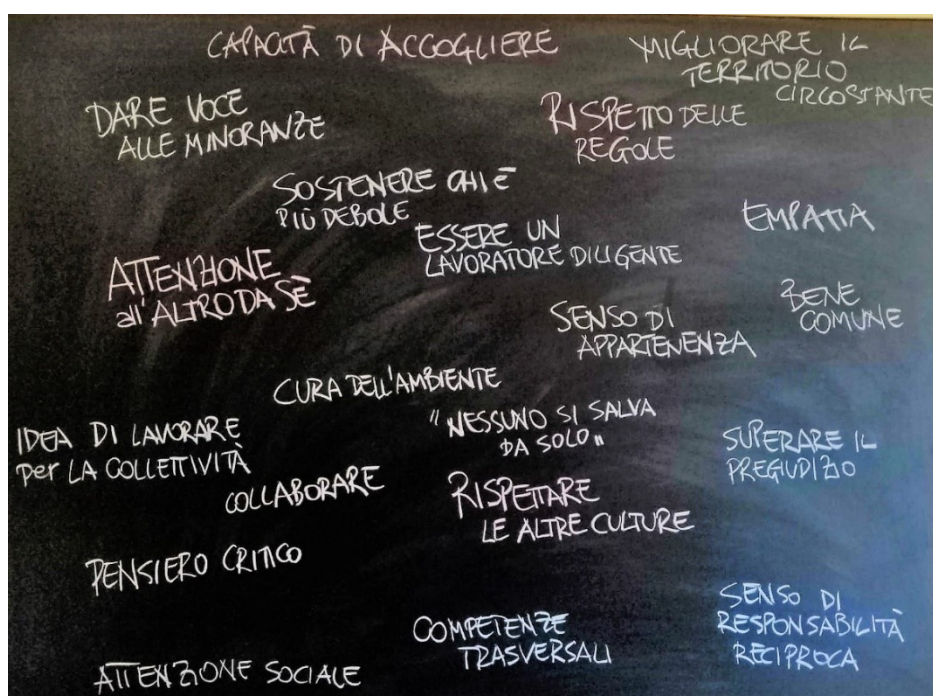 CAPACITÀ DI ACCOGLIERE
MIGLIORARE IL
TERRITORIO
CIRCOSTANTE
DARE VOCE
ALLE MINORANZE
RISPETTO DELLE
REGOLE
SOSTENERE CHI È
PIÙ DEBOLE
ESSERE UN
LAVORATORE DILIGENTE
EMPATIA
ATTENZIONE
all'ALTRO DA SÈ
SENSO DI
APPARTENENZA
BENE
COMUNE
CURA DELL'AMBIENTE
"NESSUNO SI SALVA
DA SOLO"
IDEA DI LAVORARE
per LA COLLETTIVITÀ
SUPERARE IL
PREGIUDIZIO
COLLABORARE
RISPETTARE
LE ALTRE CULTURE
PENSIERO CRITICO
COMPETENZE
TRASVERSALI
SENSO DI
RESPONSABILITÀ
RECIPROCA
ATTENZIONE SOCIALE